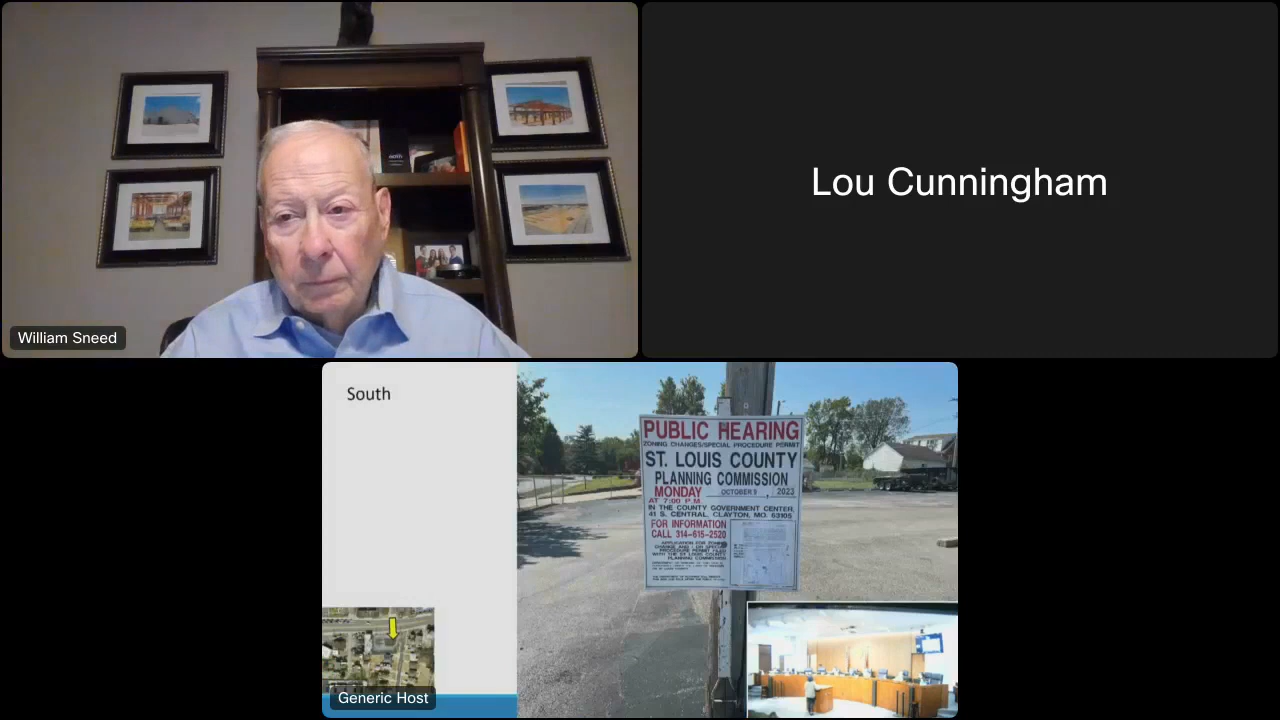 Lou Cunningham
William Sneed
South
PUBLIC HEARING
ZONING CHANGES/SPECIAL PROCEDURE PERMIT
ST. LOUIS COUNTY
PLANNING COMMISSION
MONDAY OCTOBER 9, 2023
AT 7:00 P.M.
IN THE COUNTY GOVERNMENT CENTER,
41 S. CENTRAL, CLAYTON, MO. 63105
FOR INFORMATION
CALL 314-615-2520
Generic Host